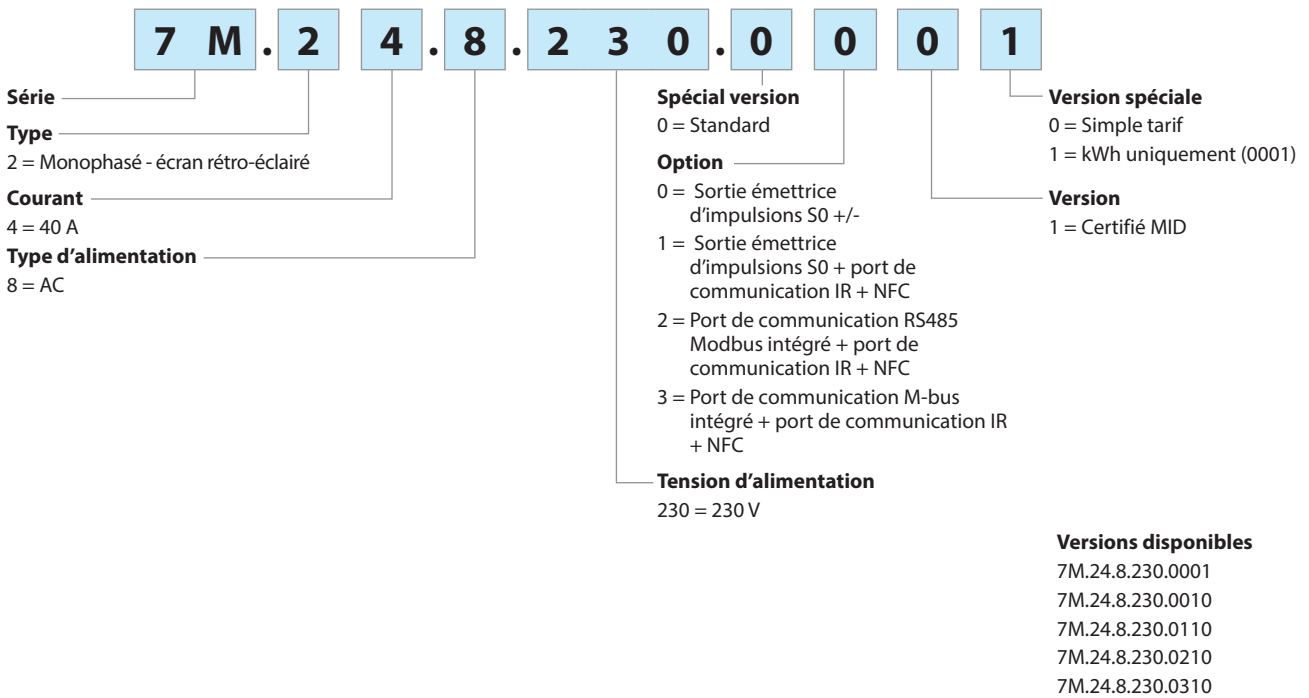 7 M . 2 4 . 8 . 2 3 0 . 0 0 0 1
Série
Type
2 = Monophasé - écran rétro-éclairé
Courant
4 = 40 A
Type d’alimentation
8 = AC
Spécial version
0 = Standard
Option
0 = Sortie émettrice
d’impulsions S0 +/-
1 = Sortie émettrice
d’impulsions S0 + port de
communication IR + NFC
2 = Port de communication RS485
Modbus intégré + port de
communication IR + NFC
3 = Port de communication M-bus
intégré + port de communication IR
+ NFC
Tension d’alimentation
230 = 230 V
Version spéciale
0 = Simple tarif
1 = kWh uniquement (0001)
Version
1 = Certifié MID
Versions disponibles
7M.24.8.230.0001
7M.24.8.230.0010
7M.24.8.230.0110
7M.24.8.230.0210
7M.24.8.230.0310